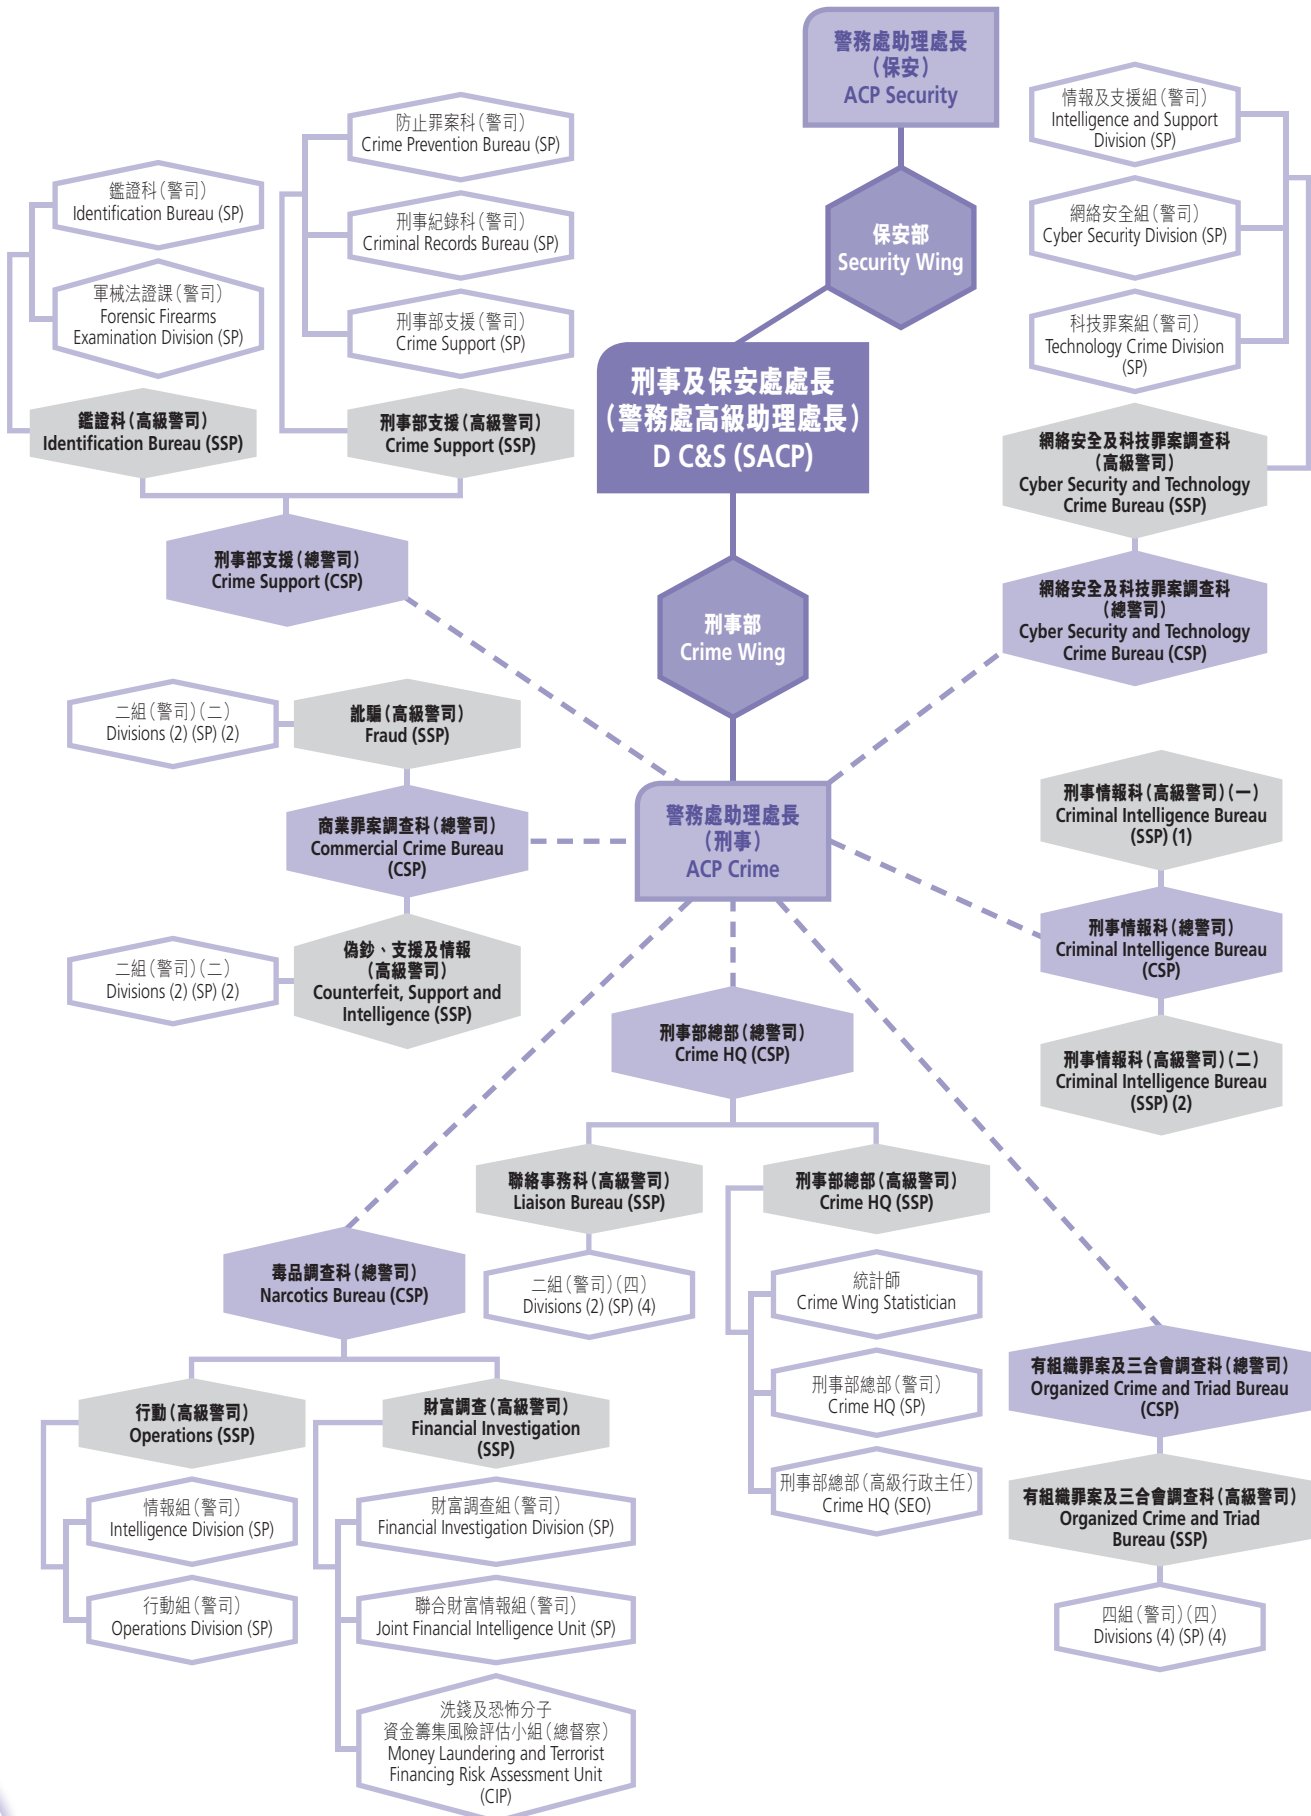 警務處助理處長
（保安）
ACP Security
保安部
Security Wing
刑事及保安處處長
（警務處高級助理處長）
D C&S (SACP)
刑事部
Crime Wing
警務處助理處長
（刑事）
ACP Crime
防止罪案科（警司）
Crime Prevention Bureau (SP)
刑事紀錄科（警司）
Criminal Records Bureau (SP)
刑事部支援（警司）
Crime Support (SP)
鑑證科（警司）
Identification Bureau (SP)
軍械法證課（警司）
Forensic Firearms
Examination Division (SP)
鑑證科（高級警司）
Identification Bureau (SSP)
刑事部支援（高級警司）
Crime Support (SSP)
刑事部支援（總警司）
Crime Support (CSP)
情報及支援組（警司）
Intelligence and Support
Division (SP)
網絡安全組（警司）
Cyber Security Division (SP)
科技罪案組（警司）
Technology Crime Division
(SP)
網絡安全及科技罪案調查科
（高級警司）
Cyber Security and Technology
Crime Bureau (SSP)
網絡安全及科技罪案調查科
（總警司）
Cyber Security and Technology
Crime Bureau (CSP)
二組（警司）（二）
Divisions (2) (SP) (2)
訛騙（高級警司）
Fraud (SSP)
商業罪案調查科（總警司）
Commercial Crime Bureau
(CSP)
二組（警司）（二）
Divisions (2) (SP) (2)
偽鈔、支援及情報
（高級警司）
Counterfeit, Support and
Intelligence (SSP)
刑事情報科（高級警司）（一）
Criminal Intelligence Bureau
(SSP) (1)
刑事情報科（總警司）
Criminal Intelligence Bureau
(CSP)
刑事情報科（高級警司）（二）
Criminal Intelligence Bureau
(SSP) (2)
刑事部總部（總警司）
Crime HQ (CSP)
聯絡事務科（高級警司）
Liaison Bureau (SSP)
二組（警司）（四）
Divisions (2) (SP) (4)
刑事部總部（高級警司）
Crime HQ (SSP)
統計師
Crime Wing Statistician
刑事部總部（警司）
Crime HQ (SP)
刑事部總部（高級行政主任）
Crime HQ (SEO)
毒品調查科（總警司）
Narcotics Bureau (CSP)
行動（高級警司）
Operations (SSP)
情報組（警司）
Intelligence Division (SP)
行動組（警司）
Operations Division (SP)
財富調查（高級警司）
Financial Investigation
(SSP)
財富調查組（警司）
Financial Investigation Division (SP)
聯合財富情報組（警司）
Joint Financial Intelligence Unit (SP)
洗錢及恐怖分子
資金籌集風險評估小組（總督察）
Money Laundering and Terrorist
Financing Risk Assessment Unit
(CIP)
有組織罪案及三合會調查科（總警司）
Organized Crime and Triad Bureau
(CSP)
有組織罪案及三合會調查科（高級警司）
Organized Crime and Triad
Bureau (SSP)
四組（警司）（四）
Divisions (4) (SP) (4)